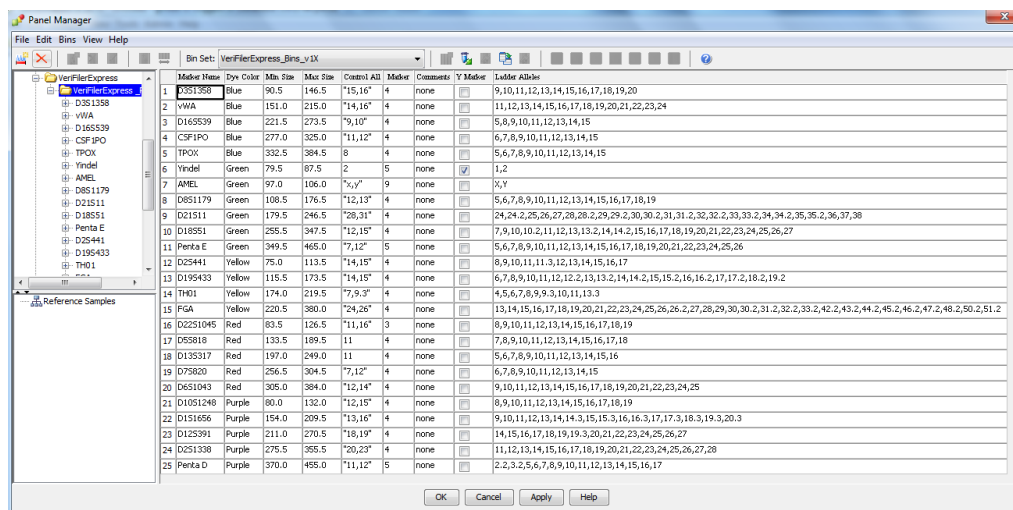 Panel Manager
File Edit Bins View Help
Bin Set: VeriFilerExpress_Bins_v1X
VeriFilerExpress
VeriFilerExpress
D3S1358
vWA
D16S539
CSF1PO
TPOX
Yindel
AMEL
D8S1179
D21S11
D18S51
Penta E
D2S441
D19S433
TH01
Reference Samples
Marker Name Dye Color Min Size Max Size Control All Marker Comments Y Marker Ladder Alleles
1 D3S1358 Blue 90.5 146.5 "15,16" 4 none 9,10,11,12,13,14,15,16,17,18,19,20
2 vWA Blue 151.0 215.0 "14,16" 4 none 11,12,13,14,15,16,17,18,19,20,21,22,23,24
3 D16S539 Blue 221.5 273.5 "9,10" 4 none 5,8,9,10,11,12,13,14,15
4 CSF1PO Blue 277.0 325.0 "11,12" 4 none 6,7,8,9,10,11,12,13,14,15
5 TPOX Blue 332.5 384.5 8 4 none 5,6,7,8,9,10,11,12,13,14,15
6 Yindel Green 79.5 87.5 2 5 none 1,2
7 AMEL Green 97.0 106.0 "x,y" 9 none X,Y
8 D8S1179 Green 108.5 176.5 "12,13" 4 none 5,6,7,8,9,10,11,12,13,14,15,16,17,18,19
9 D21S11 Green 179.5 246.5 "28,31" 4 none 24,24.2,25,26,27,28,28.2,29,29.2,30,30.2,31,31.2,32,32.2,33,33.2,34,34.2,35,35.2,36,37,38
10 D18S51 Green 255.5 347.5 "12,15" 4 none 7,9,10,10.2,11,12,13,13.2,14,14.2,15,16,17,18,19,20,21,22,23,24,25,26,27
11 Penta E Green 349.5 465.0 "7,12" 5 none 5,6,7,8,9,10,11,12,13,14,15,16,17,18,19,20,21,22,23,24,25,26
12 D2S441 Yellow 75.0 113.5 "14,15" 4 none 8,9,10,11,11.3,12,13,14,15,16,17
13 D19S433 Yellow 115.5 173.5 "14,15" 4 none 6,7,8,9,10,11,12,12.2,13,13.2,14,14.2,15,15.2,16,16.2,17,17.2,18.2,19.2
14 TH01 Yellow 174.0 219.5 "7,9.3" 4 none 4,5,6,7,8,9,9.3,10,11,13.3
15 FGA Yellow 220.5 380.0 "24,26" 4 none 13,14,15,16,17,18,19,20,21,22,23,24,25,26,26.2,27,28,29,30,30.2,31.2,32.2,33.2,42.2,43.2,44.2,45.2,46.2,47.2,48.2,50.2,51.2
16 D22S1045 Red 83.5 126.5 "11,16" 3 none 8,9,10,11,12,13,14,15,16,17,18,19
17 D5S818 Red 133.5 189.5 11 4 none 7,8,9,10,11,12,13,14,15,16,17,18
18 D13S317 Red 197.0 249.0 11 4 none 5,6,7,8,9,10,11,12,13,14,15,16
19 D7S820 Red 256.5 304.5 "7,12" 4 none 6,7,8,9,10,11,12,13,14,15
20 D6S1043 Red 305.0 384.0 "12,14" 4 none 9,10,11,12,13,14,15,16,17,18,19,20,21,22,23,24,25
21 D10S1248 Purple 80.0 132.0 "12,15" 4 none 8,9,10,11,12,13,14,15,16,17,18,19
22 D1S1656 Purple 154.0 209.5 "13,16" 4 none 9,10,11,12,13,14,14.3,15,15.3,16,16.3,17,17.3,18.3,19.3,20.3
23 D12S391 Purple 211.0 270.5 "18,19" 4 none 14,15,16,17,18,19,19.3,20,21,22,23,24,25,26,27
24 D2S1338 Purple 275.5 355.5 "20,23" 4 none 11,12,13,14,15,16,17,18,19,20,21,22,23,24,25,26,27,28
25 Penta D Purple 370.0 455.0 "11,12" 5 none 2.2,3.2,5,6,7,8,9,10,11,12,13,14,15,16,17
OK Cancel Apply Help